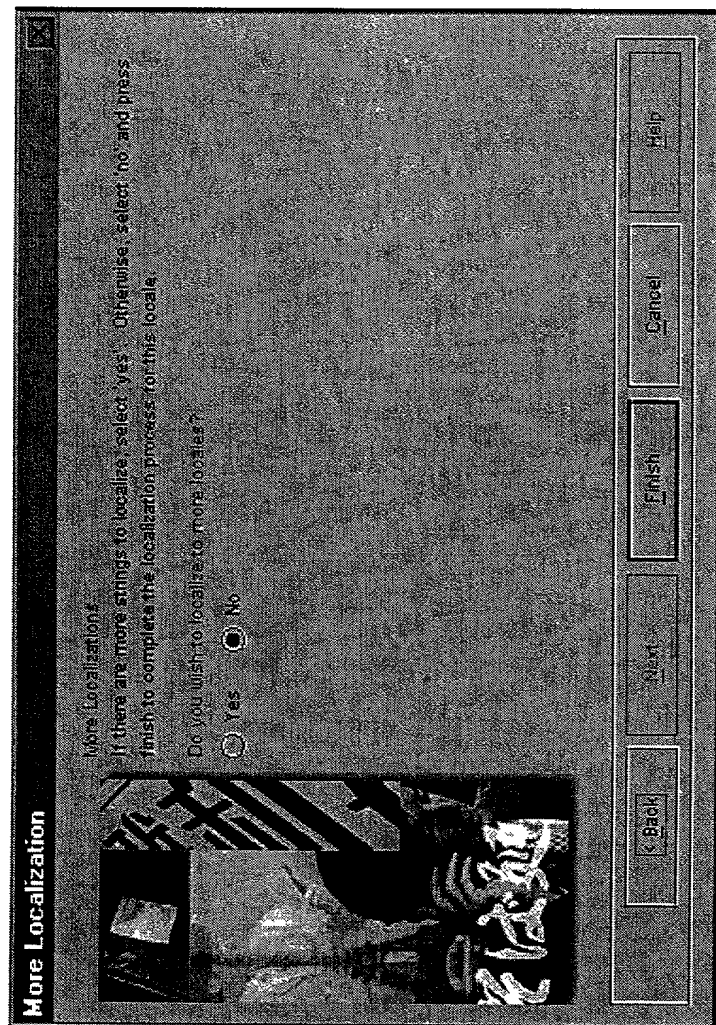 More Localization
More Localizations
If there are more strings to localize, select 'yes'. Otherwise, select 'no' and press
finish to complete the localization process for this locale.
Do you wish to localize to more locales?
Yes No
< Back Next > Finish Cancel Help